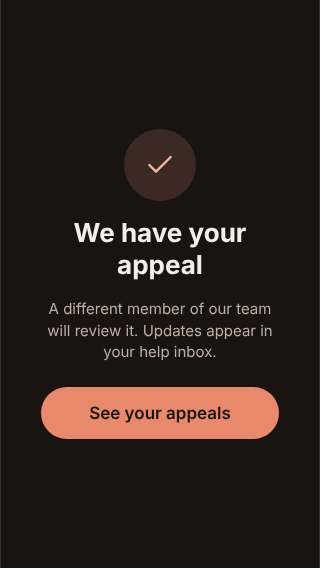 We have your
appeal
A different member of our team
will review it. Updates appear in
your help inbox.
See your appeals